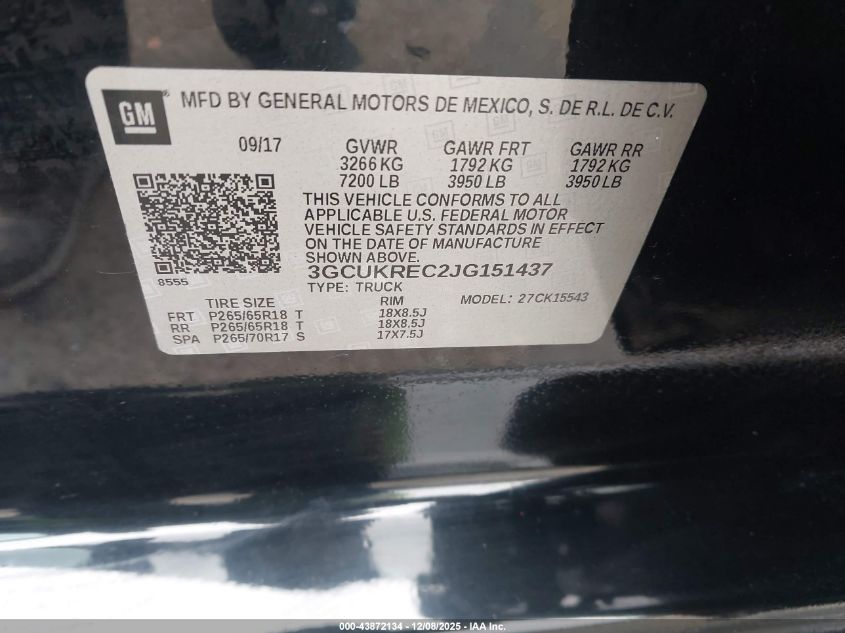 GM
MFD BY GENERAL MOTORS DE MEXICO, S. DE R.L. DE C.V.
09/17 GVWR GAWR FRT GAWR RR
3266 KG 1792 KG 1792 KG
7200 LB 3950 LB 3950 LB
THIS VEHICLE CONFORMS TO ALL
APPLICABLE U.S. FEDERAL MOTOR
VEHICLE SAFETY STANDARDS IN EFFECT
ON THE DATE OF MANUFACTURE
SHOWN ABOVE.
8555
3GCUKREC2JG151437
TYPE: TRUCK MODEL: 27CK15543
TIRE SIZE RIM
FRT P265/65R18 T 18X8.5J
RR P265/65R18 T 18X8.5J
SPA P265/70R17 S 17X7.5J
000-43872134 - 12/08/2025 - IAA Inc.